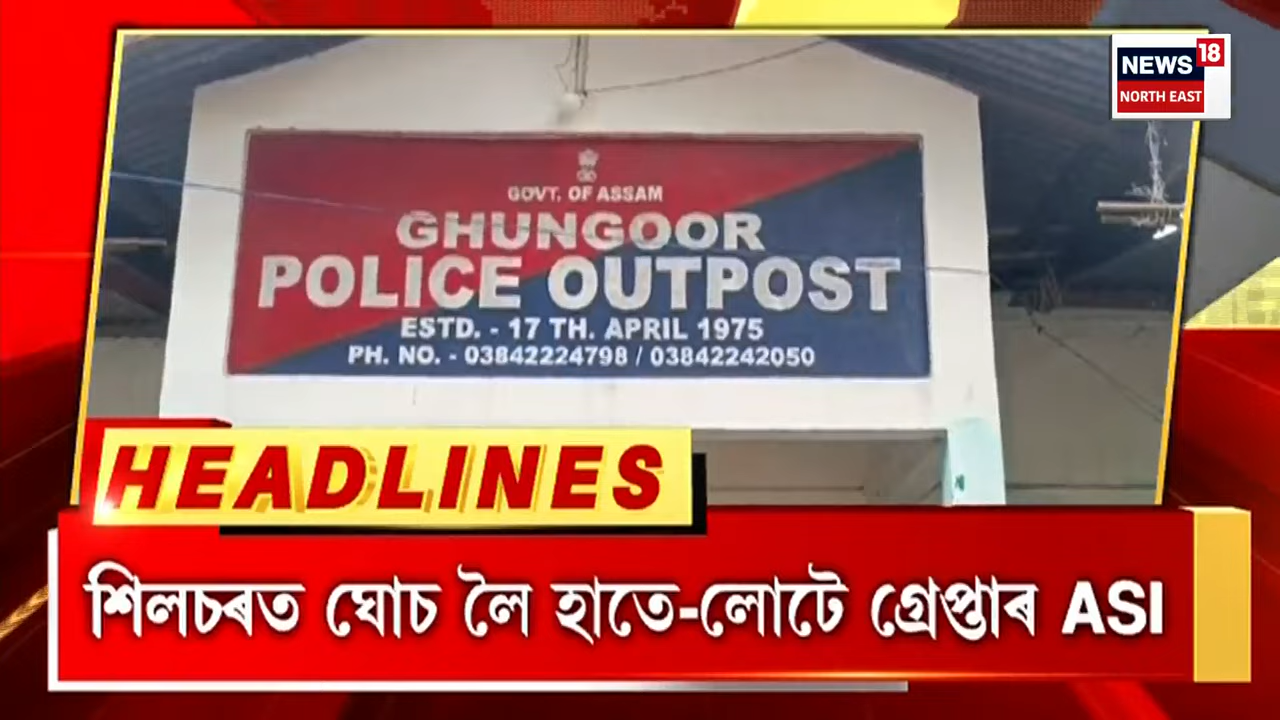 NEWS 18
NORTH EAST
GOVT. OF ASSAM
GHUNGOOR
POLICE OUTPOST
ESTD. - 17 TH. APRIL 1975
PH. NO. - 03842224798 / 03842242050
HEADLINES
শিলচৰত ঘোচ লৈ হাতে-লোটে গ্ৰেপ্তাৰ ASI